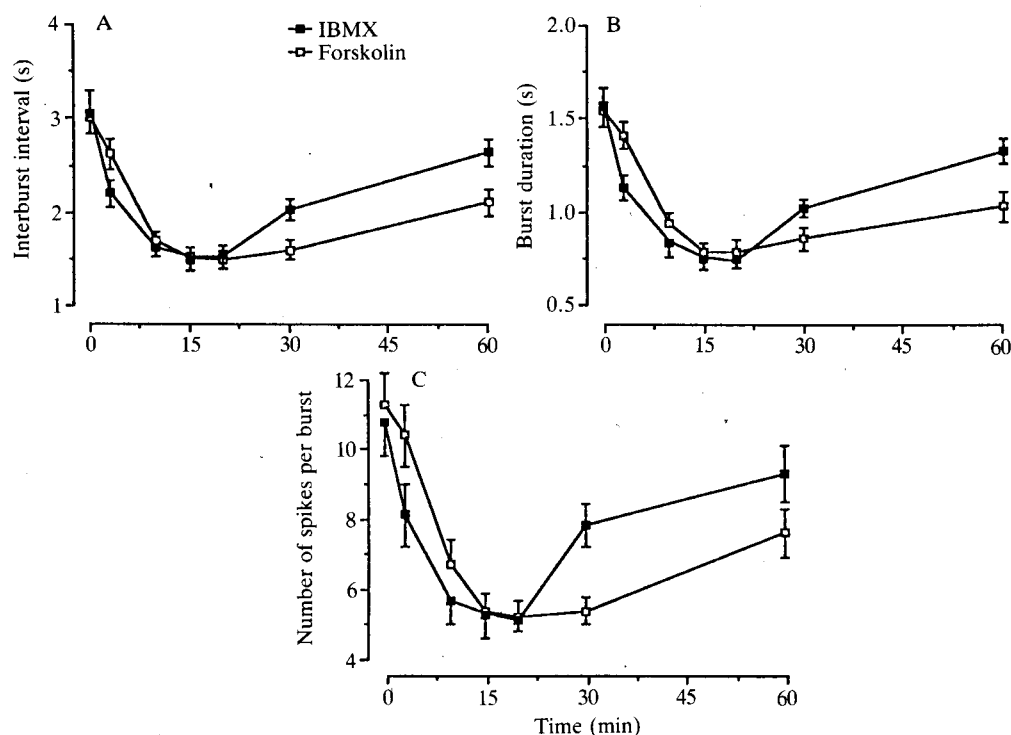 A
IBMX
Forskolin
Interburst interval (s)
4
3
2
1
0 15 30 45 60
B
Burst duration (s)
2.0
1.5
1.0
0.5
0 15 30 45 60
C
Number of spikes per burst
12
10
8
6
4
0 15 30 45 60
Time (min)